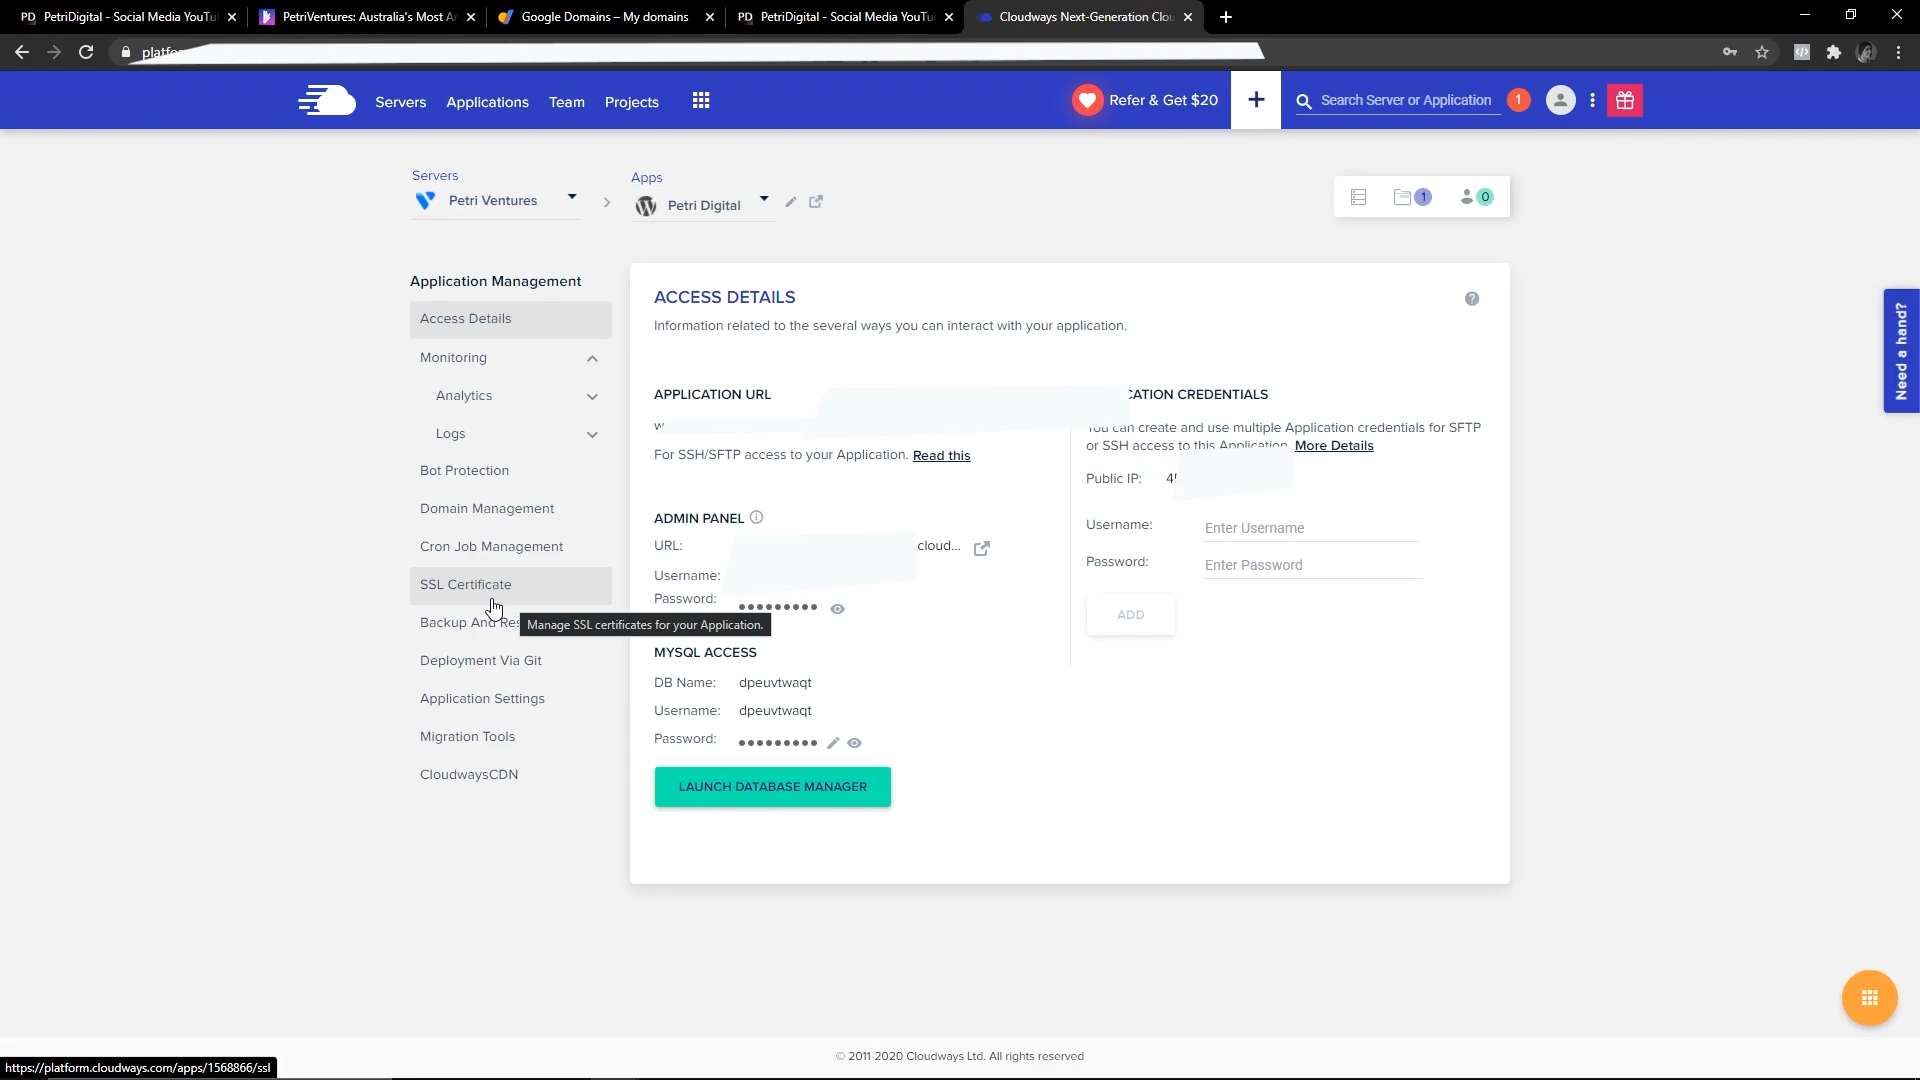 PD PetriDigital - Social Media YouTu
PetriVentures: Australia's Most A
Google Domains – My domains
PD PetriDigital - Social Media YouTu
Cloudways Next-Generation Clou
Servers Applications Team Projects
Refer & Get $20
+
Search Server or Application
1
Servers
Petri Ventures
Apps
Petri Digital
1
0
Application Management
Access Details
Monitoring
Analytics
Logs
Bot Protection
Domain Management
Cron Job Management
SSL Certificate
Backup And Res
Deployment Via Git
Application Settings
Migration Tools
CloudwaysCDN
Manage SSL certificates for your Application.
ACCESS DETAILS
Information related to the several ways you can interact with your application.
APPLICATION URL
For SSH/SFTP access to your Application. Read this
ADMIN PANEL
URL: .cloud...
Username:
Password: •••••••••
MYSQL ACCESS
DB Name: dpeuvtwaqt
Username: dpeuvtwaqt
Password: •••••••••
LAUNCH DATABASE MANAGER
CATION CREDENTIALS
You can create and use multiple Application credentials for SFTP
or SSH access to this Application. More Details
Public IP: 4
Username: Enter Username
Password: Enter Password
ADD
Need a hand?
© 2011-2020 Cloudways Ltd. All rights reserved
https://platform.cloudways.com/apps/1568866/ssl